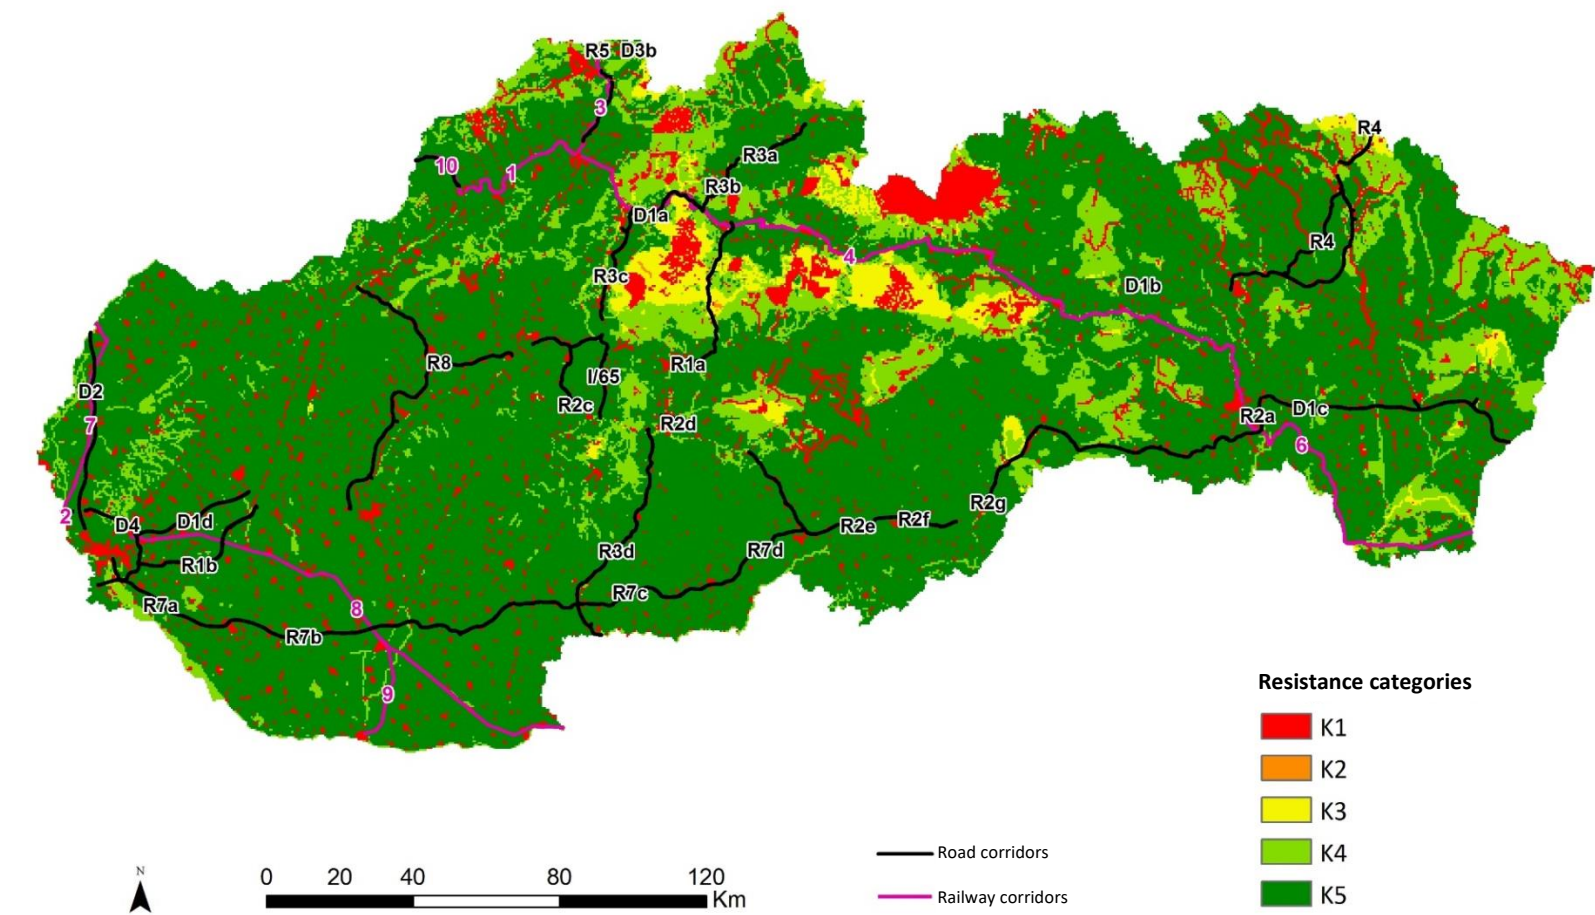 R5 D3b
3
R4
R3a
10
1
R3b
D1a
R4
4
R3c
D1b
R8
R1a
I/65
D2
R2c
D1c
R2a
R2d
7
6
R2g
2
D4
D1d
R2e
R2f
R3d
R7d
R1b
R7c
R7a
8
R7b
9
Resistance categories
K1
K2
K3
K4
K5
Road corridors
Railway corridors
N
0 20 40 80 120
Km